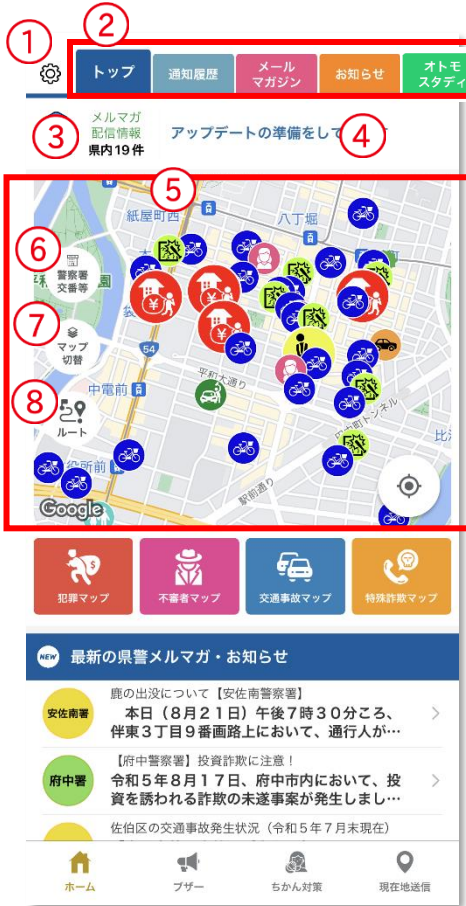 ①
②
トップ
通知履歴
メール
マガジン
お知らせ
オトモ
スタディ
③
メルマガ
配信情報
県内19件
アップデートの準備をして
④
⑤
紙屋町西
八丁堀
⑥
警察署
交番等
⑦
マップ
切替
54
平和大通り
中電前
⑧
ルート
役所前
駅前通り
Google
犯罪マップ
不審者マップ
交通事故マップ
特殊詐欺マップ
NEW 最新の県警メルマガ・お知らせ
安佐南署
鹿の出没について【安佐南警察署】
本日（8月21日）午後7時30分ころ、
伴東3丁目9番画路上において、通行人が…
府中署
【府中警察署】投資詐欺に注意！
令和5年8月17日、府中市内において、投
資を誘われる詐欺の未遂事案が発生しまし…
佐伯区の交通事故発生状況（令和5年7月末現在）
ホーム
ブザー
ちかん対策
現在地送信